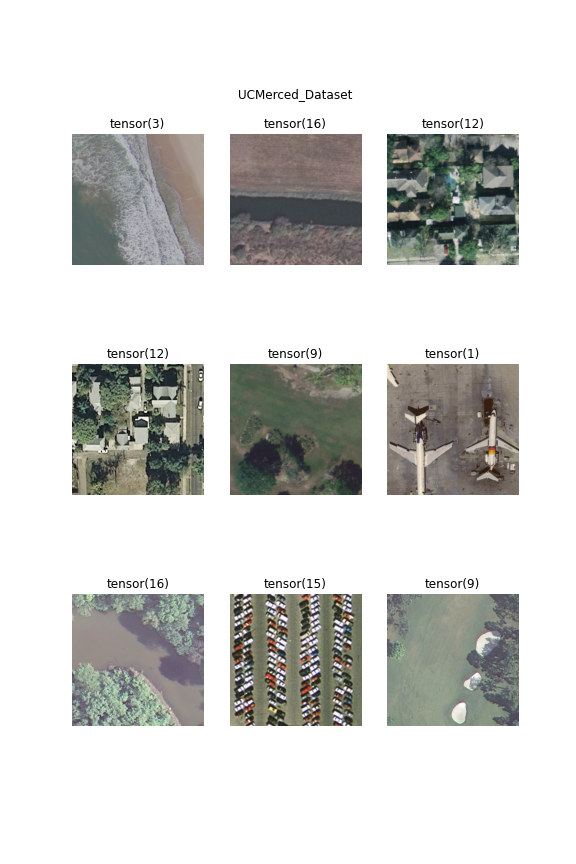 UCMerced_Dataset
tensor(3)
tensor(16)
tensor(12)
tensor(12)
tensor(9)
tensor(1)
tensor(16)
tensor(15)
tensor(9)